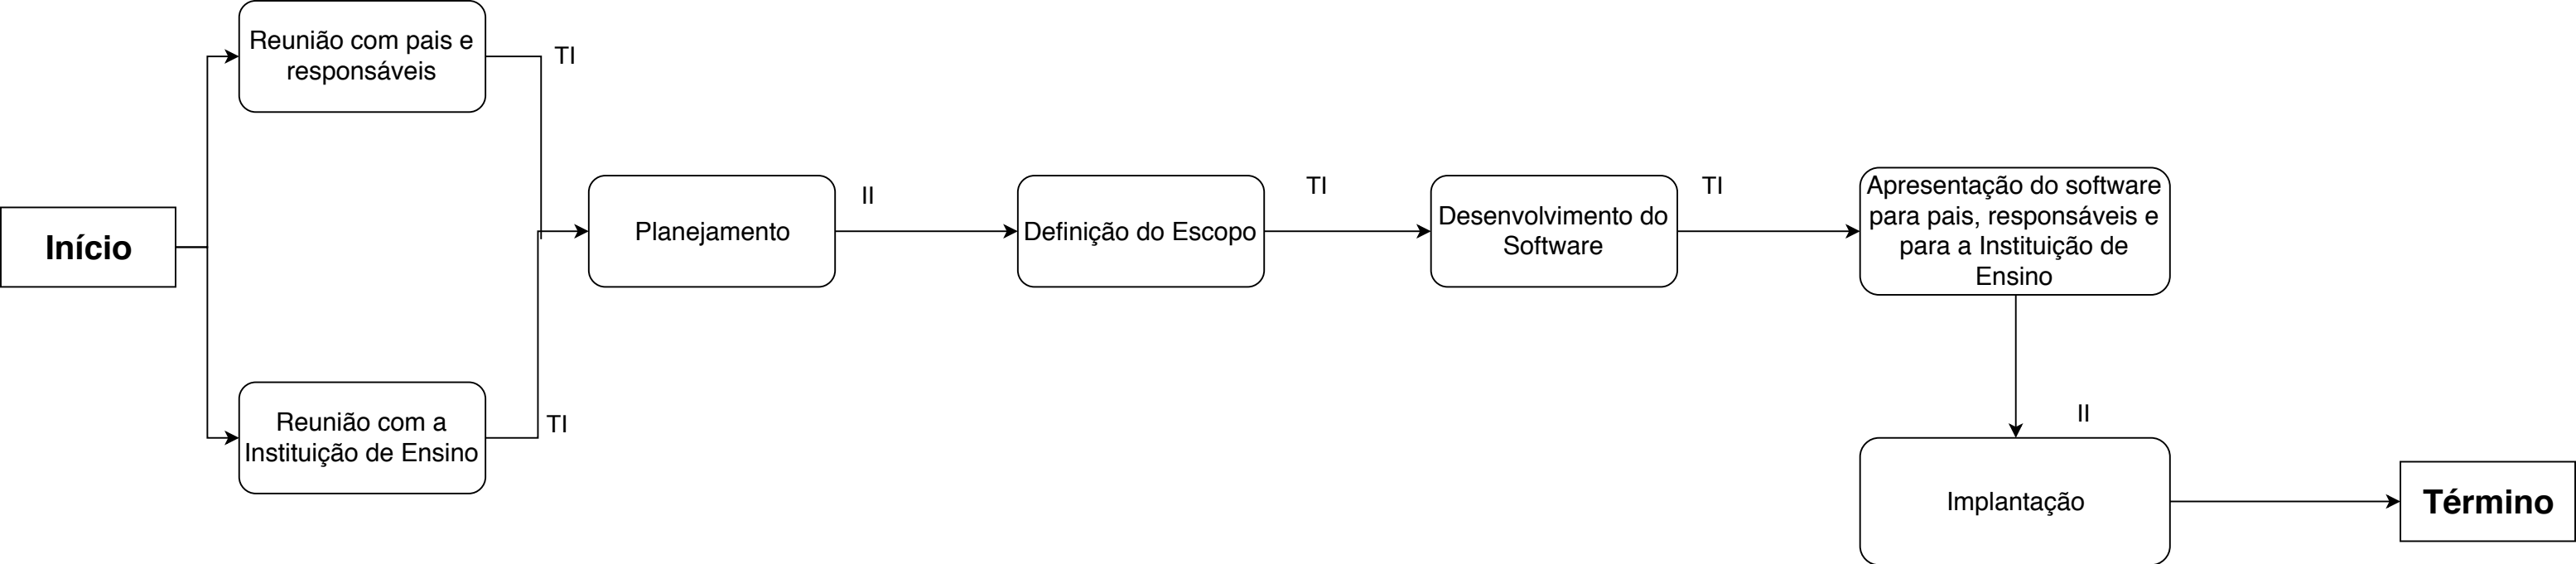 Reunião com pais e
responsáveis
TI
Início
Reunião com a
Instituição de Ensino
TI
Planejamento
II
Definição do Escopo
TI
Desenvolvimento do
Software
TI
Apresentação do software
para pais, responsáveis e
para a Instituição de
Ensino
II
Implantação
Término